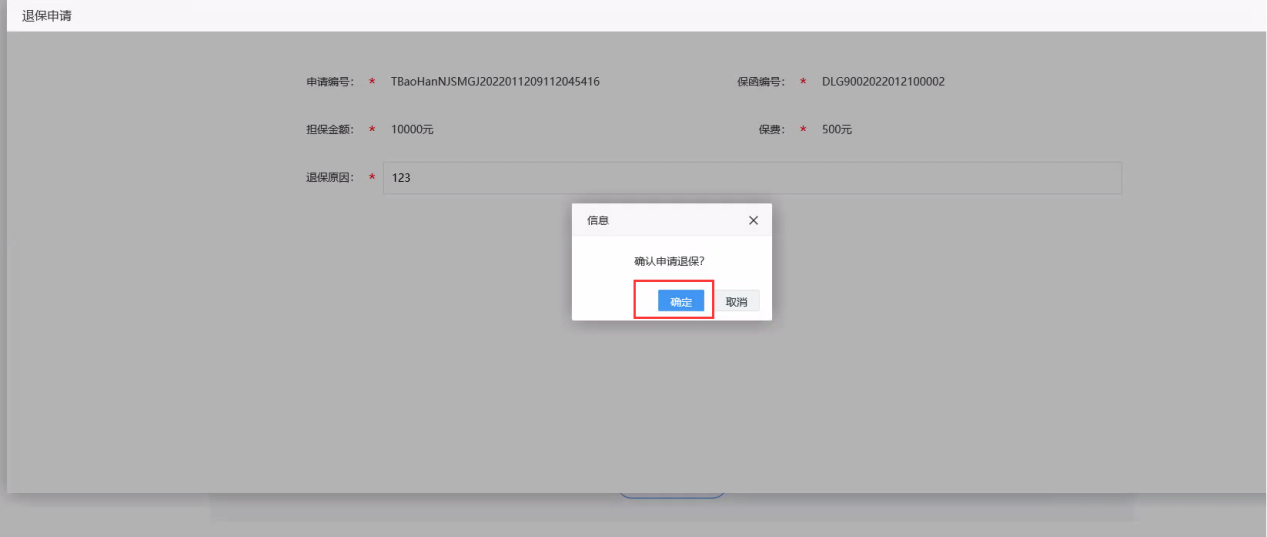 退保申请
申请编号： * TBaoHanNJSMGJ2022011209112045416 保函编号： * DLG9002022012100002
担保金额： * 10000元 保费： * 500元
退保原因： * 123
信息
确认申请退保?
确定 取消